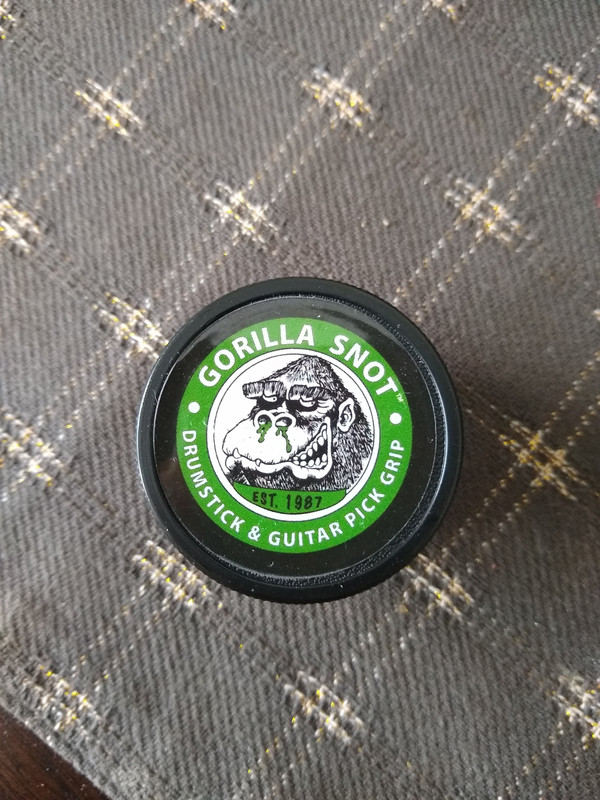 GORILLA SNOT™
EST. 1987
DRUMSTICK & GUITAR PICK GRIP